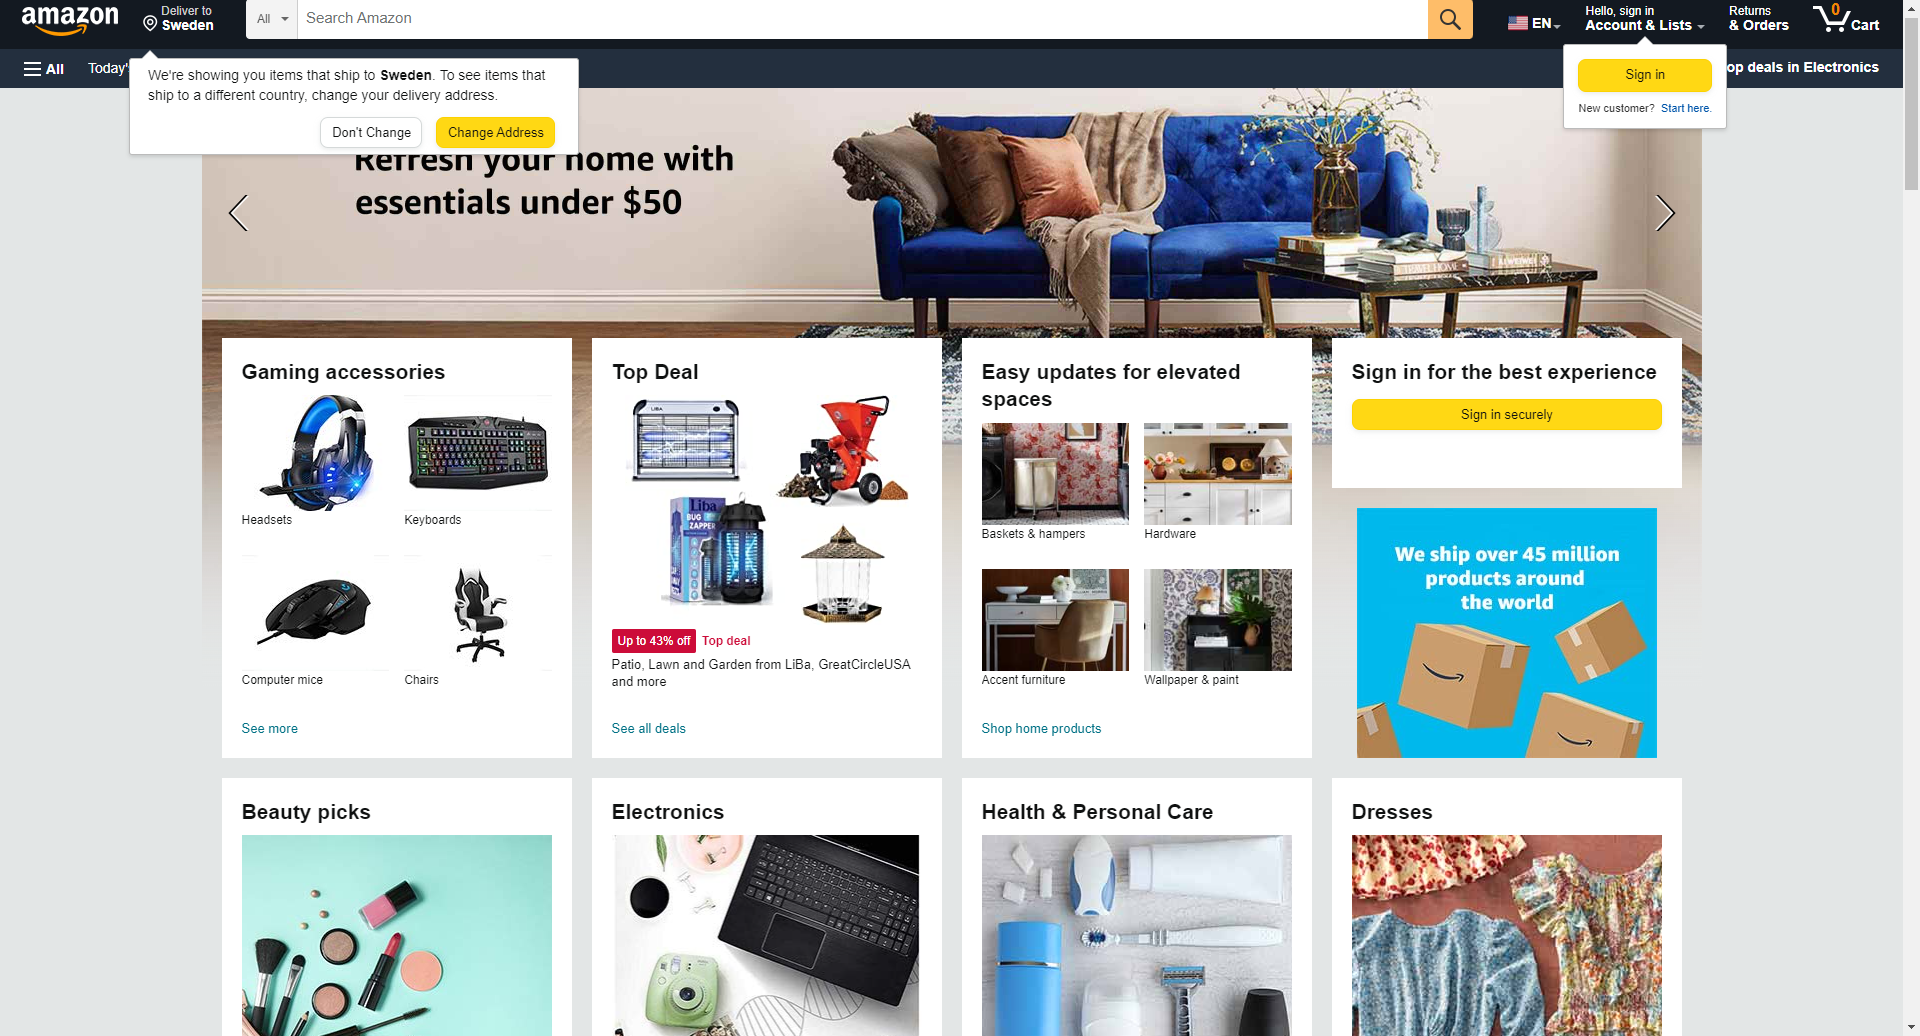 amazon
Deliver to
Sweden
All
Search Amazon
EN
Hello, sign in
Account & Lists
Returns
& Orders
0
Cart
All
Today'
op deals in Electronics
We're showing you items that ship to Sweden. To see items that
ship to a different country, change your delivery address.
Don't Change
Change Address
Sign in
New customer? Start here.
Refresh your home with
essentials under $50
Gaming accessories
Headsets
Keyboards
Computer mice
Chairs
See more
Top Deal
LIBA
Liba
BUG
ZAPPER
Up to 43% off
Top deal
Patio, Lawn and Garden from LiBa, GreatCircleUSA
and more
See all deals
Easy updates for elevated
spaces
Baskets & hampers
Hardware
Accent furniture
Wallpaper & paint
Shop home products
Sign in for the best experience
Sign in securely
We ship over 45 million
products around
the world
Beauty picks
Electronics
Health & Personal Care
Dresses